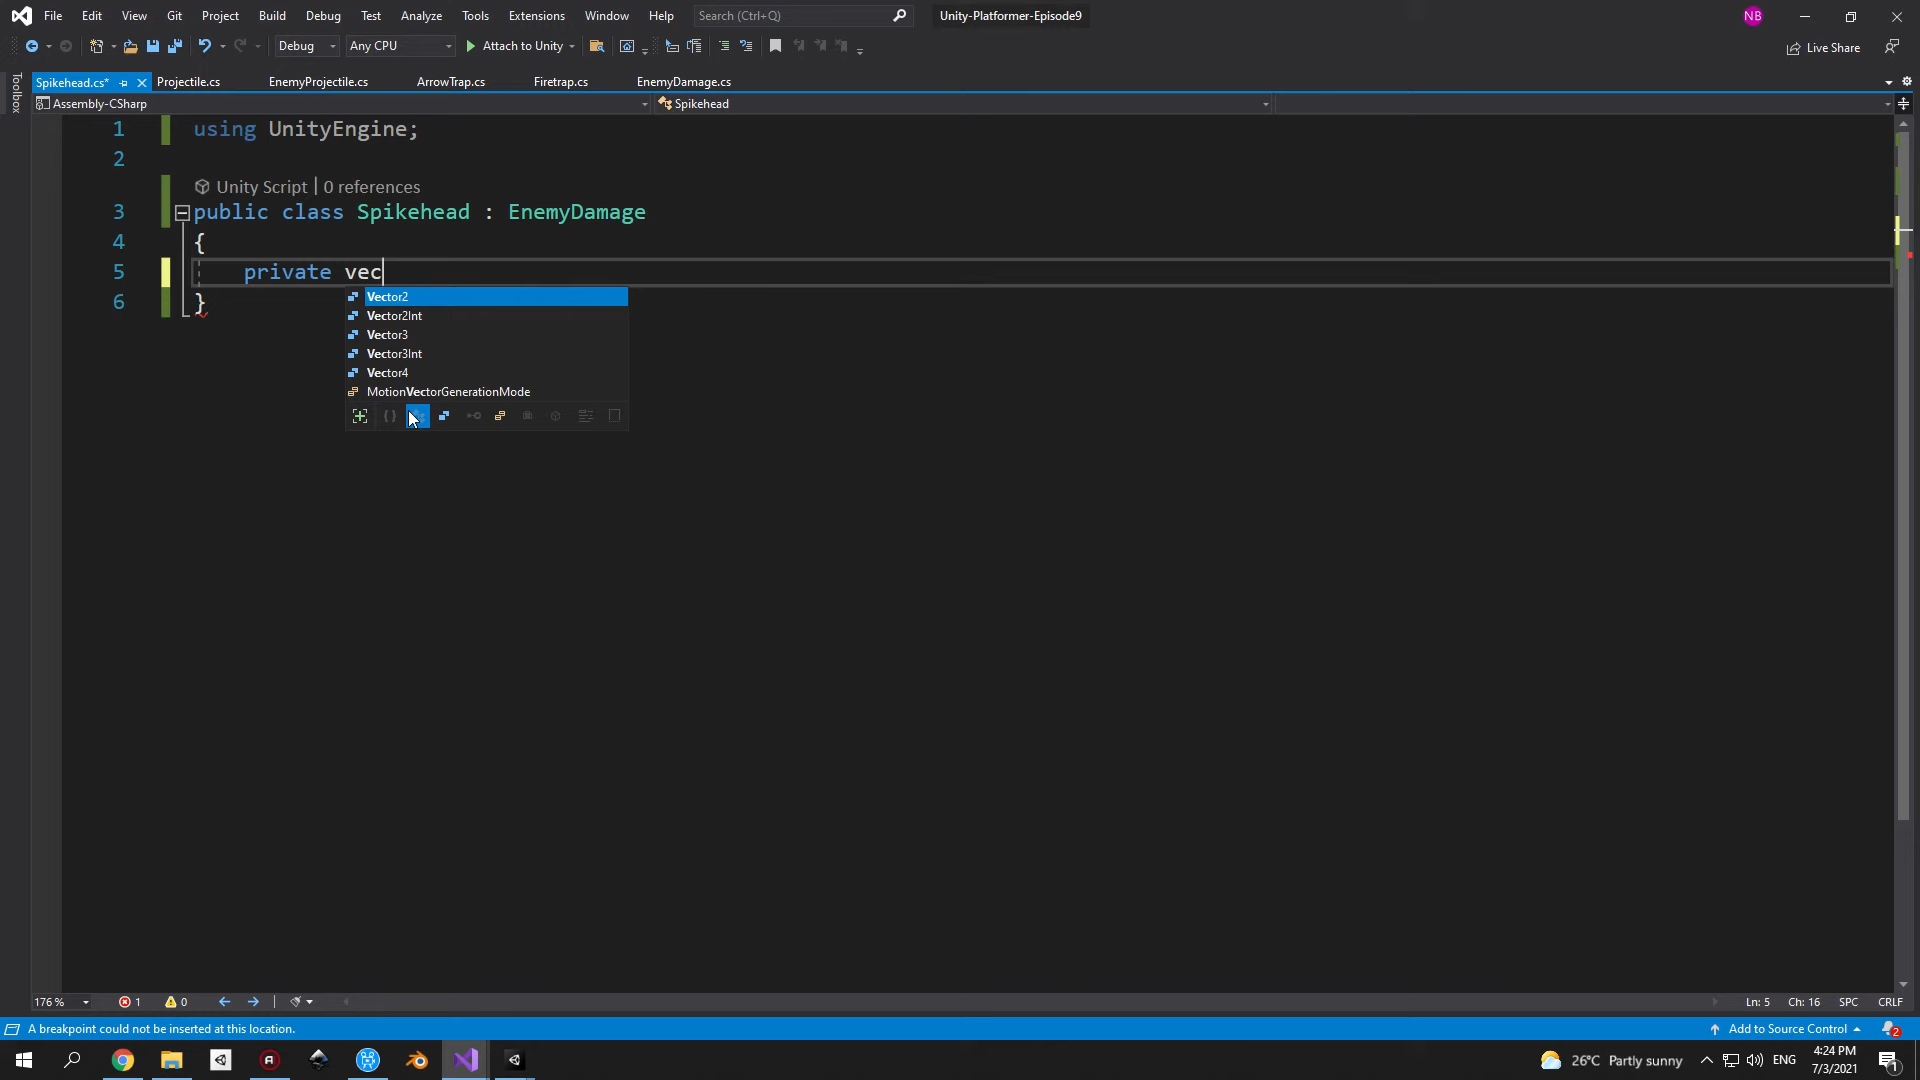 File Edit View Git Project Build Debug Test Analyze Tools Extensions Window Help Search (Ctrl+Q) Unity-Platformer-Episode9 NB
Debug Any CPU Attach to Unity Live Share
Spikehead.cs* Projectile.cs EnemyProjectile.cs ArrowTrap.cs Firetrap.cs EnemyDamage.cs
Toolbox
Assembly-CSharp Spikehead
1 using UnityEngine;
2
Unity Script | 0 references
3 public class Spikehead : EnemyDamage
4 {
5 private vec
6 }
Vector2
Vector2Int
Vector3
Vector3Int
Vector4
MotionVectorGenerationMode
176 % 1 0 Ln: 5 Ch: 16 SPC CRLF
A breakpoint could not be inserted at this location. Add to Source Control 2
26°C Partly sunny ENG 4:24 PM
7/3/2021 1